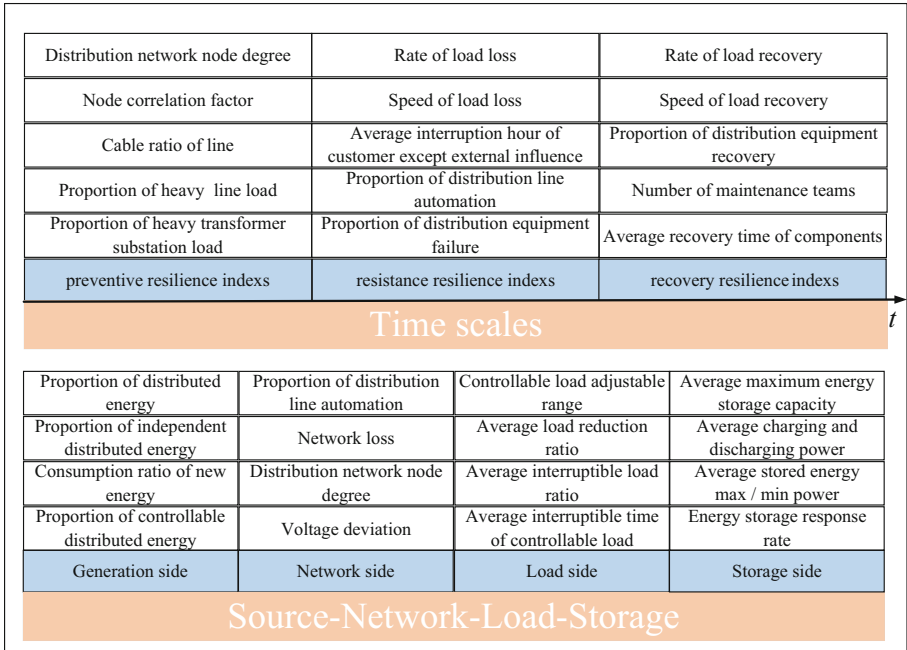 Distribution network node degree
Rate of load loss
Rate of load recovery
Node correlation factor
Speed of load loss
Speed of load recovery
Cable ratio of line
Average interruption hour of
customer except external influence
Proportion of distribution equipment
recovery
Proportion of heavy line load
Proportion of distribution line
automation
Number of maintenance teams
Proportion of heavy transformer
substation load
Proportion of distribution equipment
failure
Average recovery time of components
preventive resilience indexs
resistance resilience indexs
recovery resilience indexs
t
Time scales
Proportion of distributed
energy
Proportion of distribution
line automation
Controllable load adjustable
range
Average maximum energy
storage capacity
Proportion of independent
distributed energy
Network loss
Average load reduction
ratio
Average charging and
discharging power
Consumption ratio of new
energy
Distribution network node
degree
Average interruptible load
ratio
Average stored energy
max / min power
Proportion of controllable
distributed energy
Voltage deviation
Average interruptible time
of controllable load
Energy storage response
rate
Generation side
Network side
Load side
Storage side
Source-Network-Load-Storage